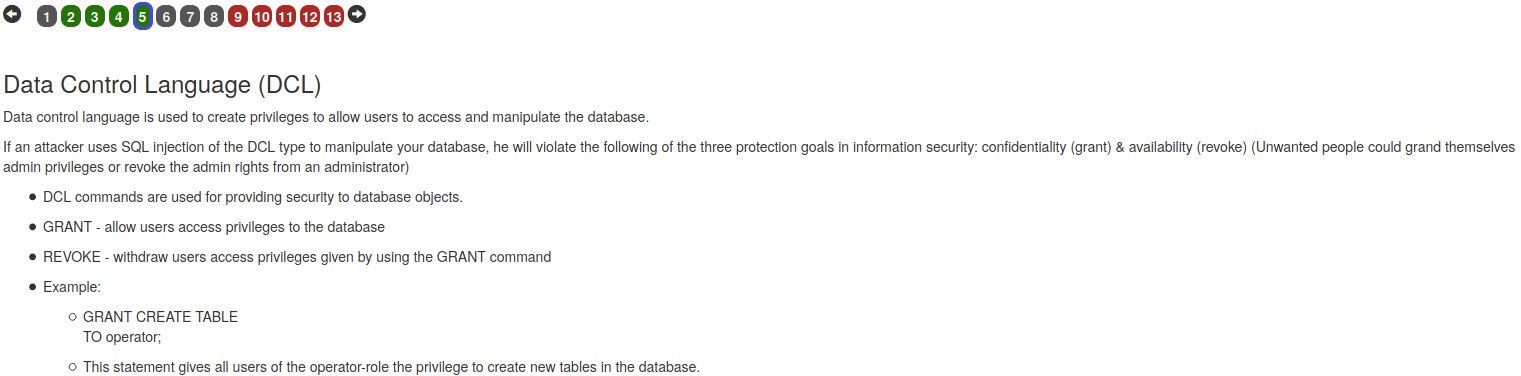 1 2 3 4 5 6 7 8 9 10 11 12 13
Data Control Language (DCL)
Data control language is used to create privileges to allow users to access and manipulate the database.
If an attacker uses SQL injection of the DCL type to manipulate your database, he will violate the following of the three protection goals in information security: confidentiality (grant) & availability (revoke) (Unwanted people could grand themselves
admin privileges or revoke the admin rights from an administrator)
DCL commands are used for providing security to database objects.
GRANT - allow users access privileges to the database
REVOKE - withdraw users access privileges given by using the GRANT command
Example:
GRANT CREATE TABLE
TO operator;
This statement gives all users of the operator-role the privilege to create new tables in the database.